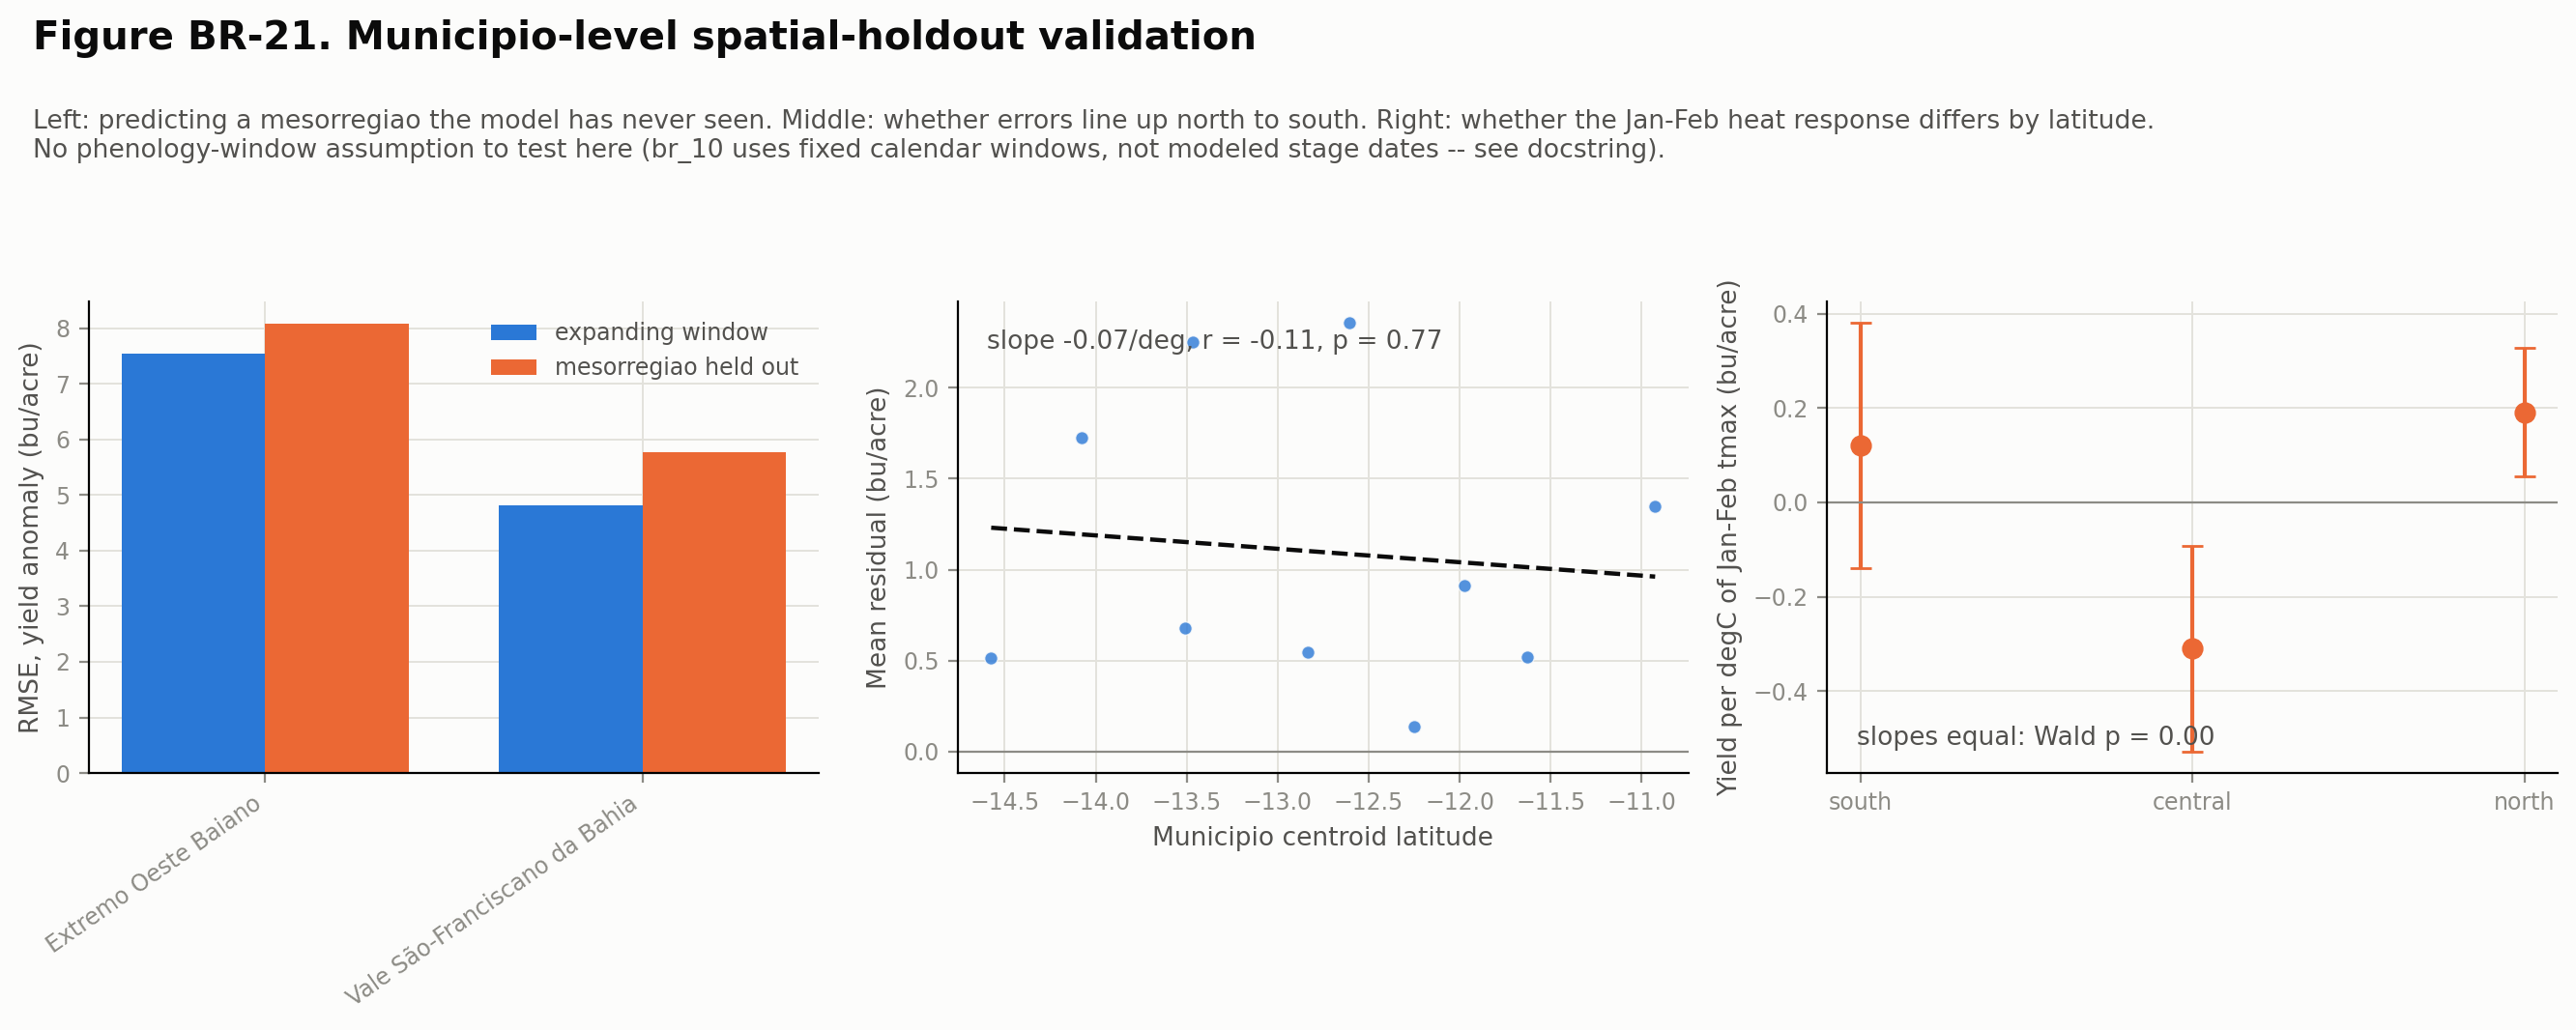 Figure BR-21. Municipio-level spatial-holdout validation
Left: predicting a mesorregiao the model has never seen. Middle: whether errors line up north to south. Right: whether the Jan-Feb heat response differs by latitude.
No phenology-window assumption to test here (br_10 uses fixed calendar windows, not modeled stage dates -- see docstring).
RMSE, yield anomaly (bu/acre)
8
7
6
5
4
3
2
1
0
expanding window
mesorregiao held out
Extremo Oeste Baiano
Vale São-Franciscano da Bahia
Mean residual (bu/acre)
slope -0.07/deg, r = -0.11, p = 0.77
2.0
1.5
1.0
0.5
0.0
−14.5 −14.0 −13.5 −13.0 −12.5 −12.0 −11.5 −11.0
Municipio centroid latitude
Yield per degC of Jan-Feb tmax (bu/acre)
0.4
0.2
0.0
−0.2
−0.4
slopes equal: Wald p = 0.00
south central north